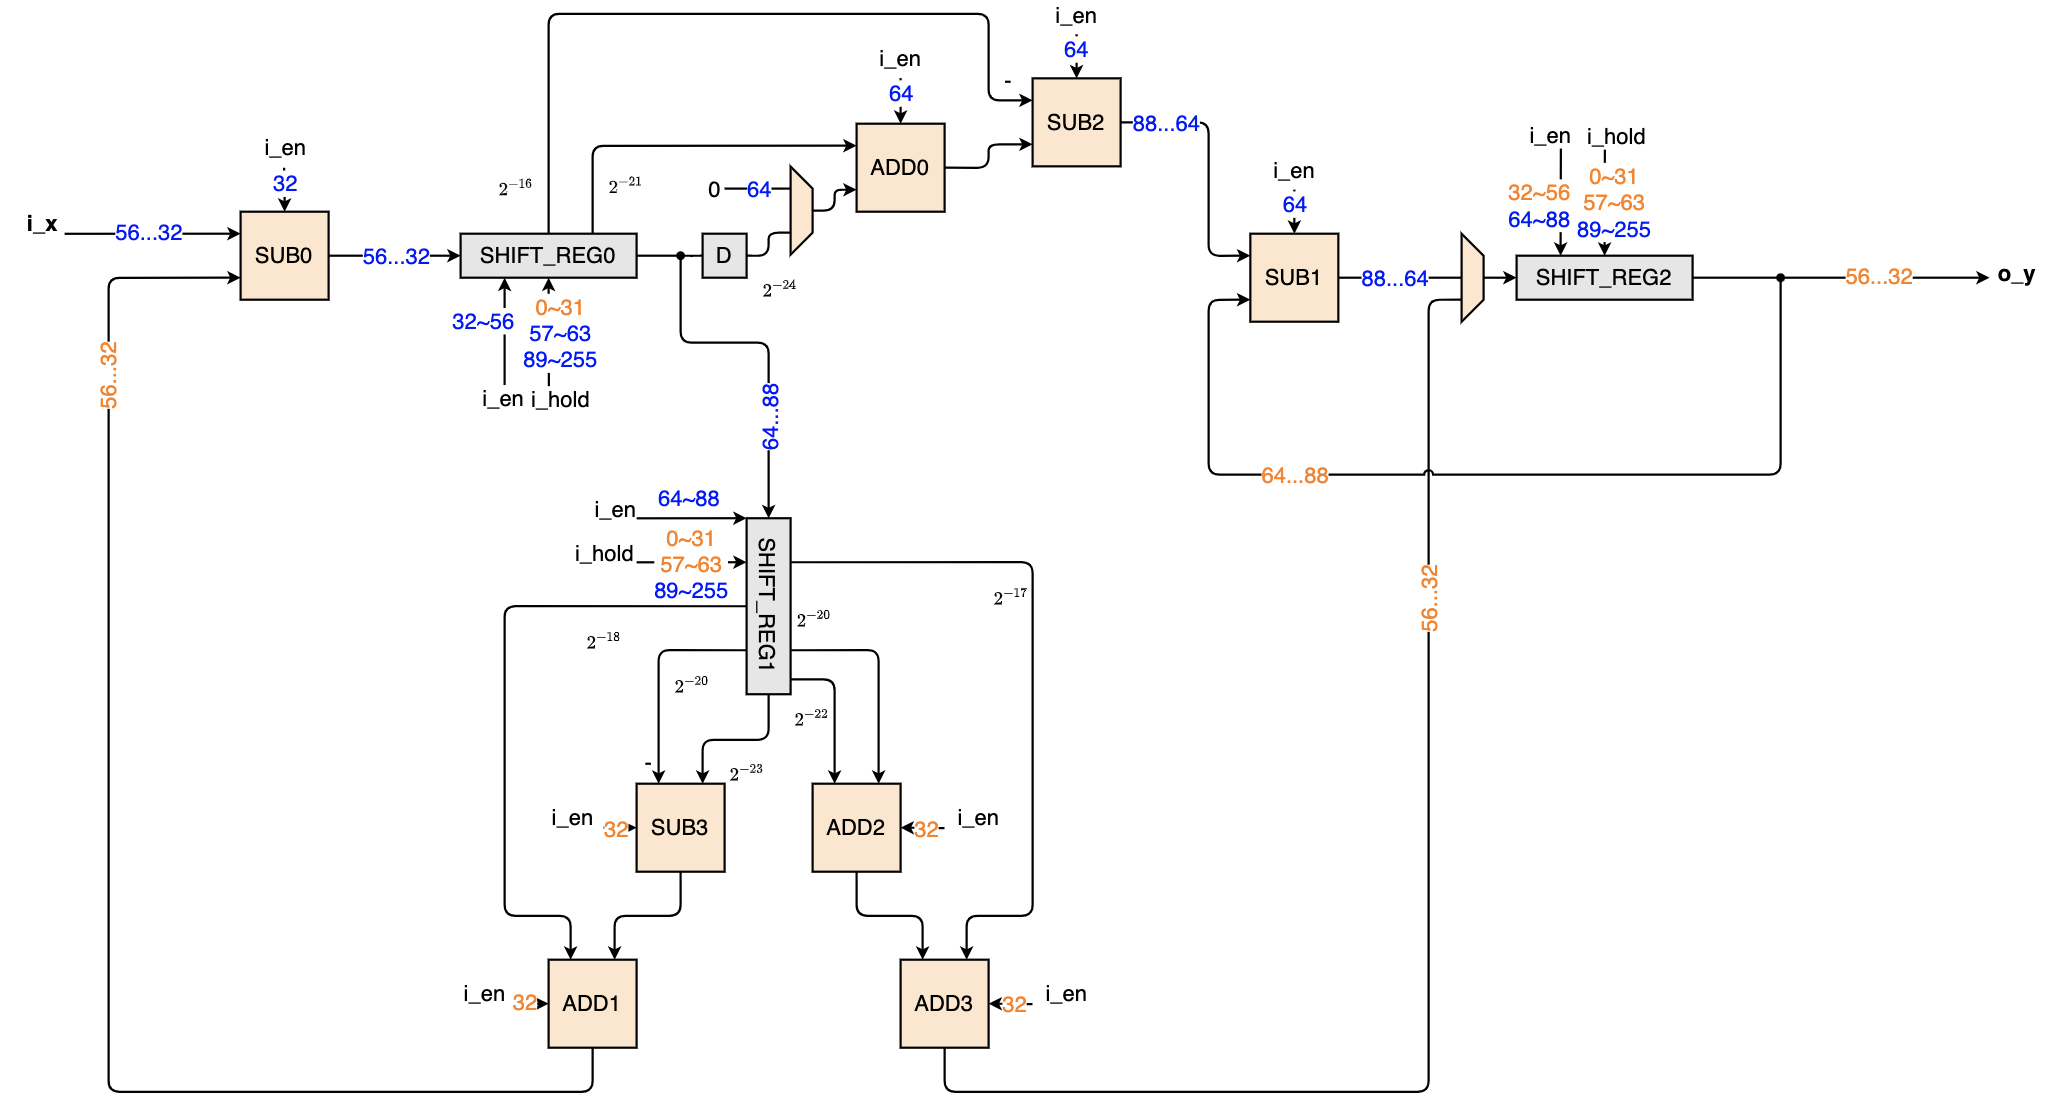 i_en
64
i_en
64
-
SUB2
88...64
i_en
32
ADD0
i_en
i_hold
0~31
32~56
57~63
64~88
89~255
2^{-16}
2^{-21}
0
64
i_en
64
i_x
56...32
SUB0
56...32
SHIFT_REG0
D
2^{-24}
SUB1
88...64
SHIFT_REG2
56...32
o_y
32~56
0~31
57~63
89~255
i_en
i_hold
56...32
64...88
64...88
i_en
64~88
i_hold
0~31
57~63
89~255
SHIFT_REG1
2^{-17}
2^{-20}
2^{-18}
2^{-20}
2^{-22}
56...32
-
2^{-23}
i_en
32
SUB3
ADD2
32
i_en
i_en
32
ADD1
ADD3
32
i_en